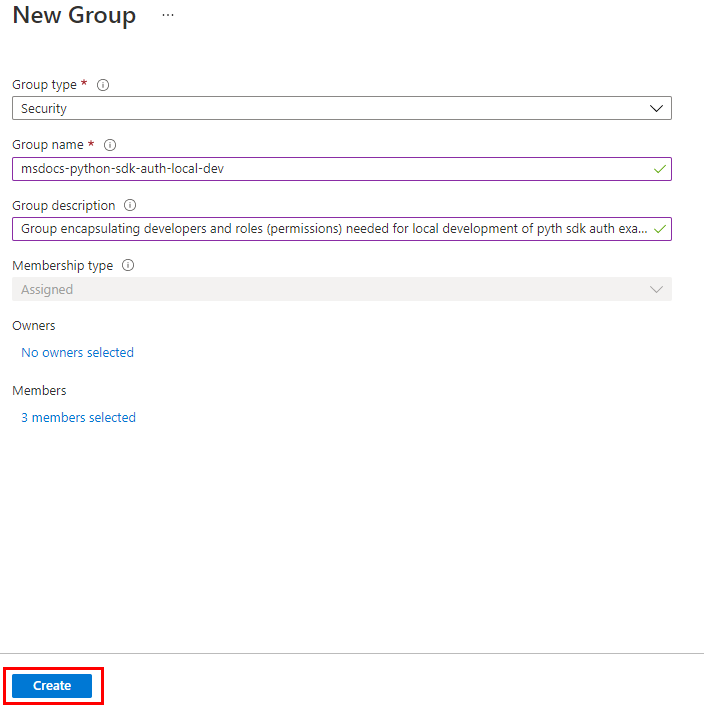 New Group ...
Group type *
Security
Group name *
msdocs-python-sdk-auth-local-dev
Group description
Group encapsulating developers and roles (permissions) needed for local development of pyth sdk auth exa...
Membership type
Assigned
Owners
No owners selected
Members
3 members selected
Create